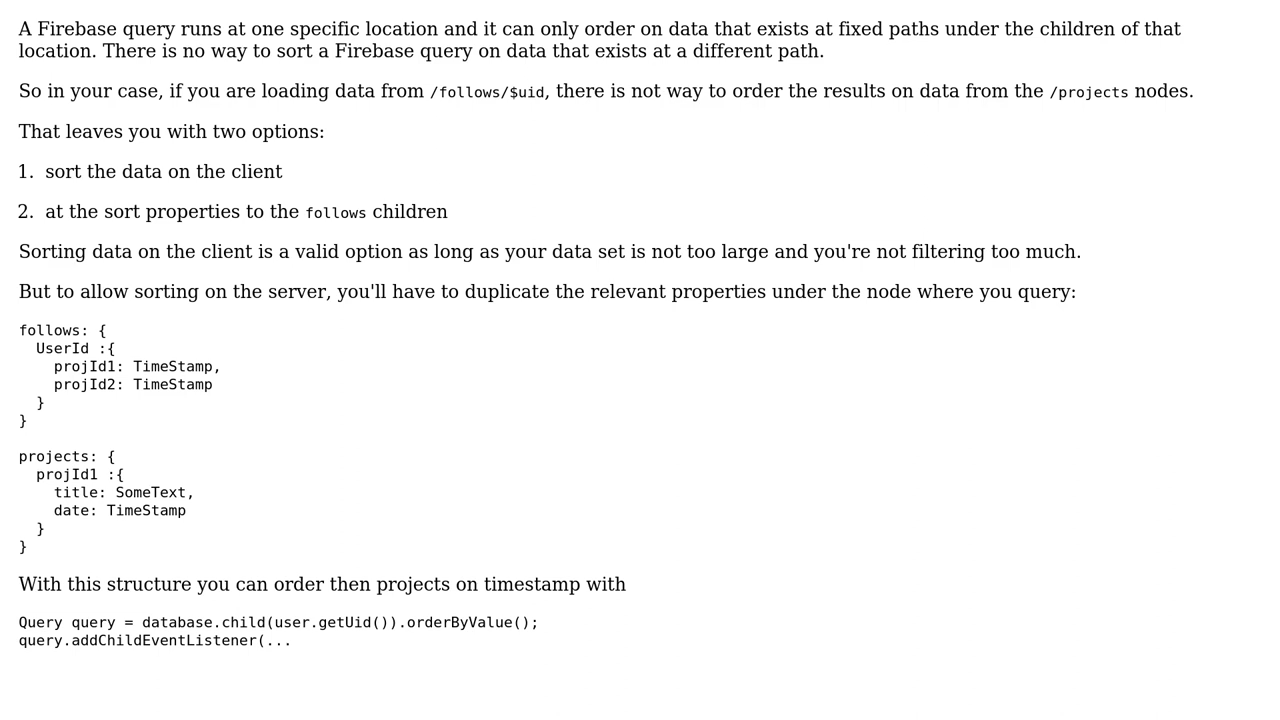 A Firebase query runs at one specific location and it can only order on data that exists at fixed paths under the children of that
location. There is no way to sort a Firebase query on data that exists at a different path.
So in your case, if you are loading data from /follows/$uid, there is not way to order the results on data from the /projects nodes.
That leaves you with two options:
1. sort the data on the client
2. at the sort properties to the follows children
Sorting data on the client is a valid option as long as your data set is not too large and you're not filtering too much.
But to allow sorting on the server, you'll have to duplicate the relevant properties under the node where you query:
follows: {
  UserId :{
    projId1: TimeStamp,
    projId2: TimeStamp
  }
}
projects: {
  projId1 :{
    title: SomeText,
    date: TimeStamp
  }
}
With this structure you can order then projects on timestamp with
Query query = database.child(user.getUid()).orderByValue();
query.addChildEventListener(...